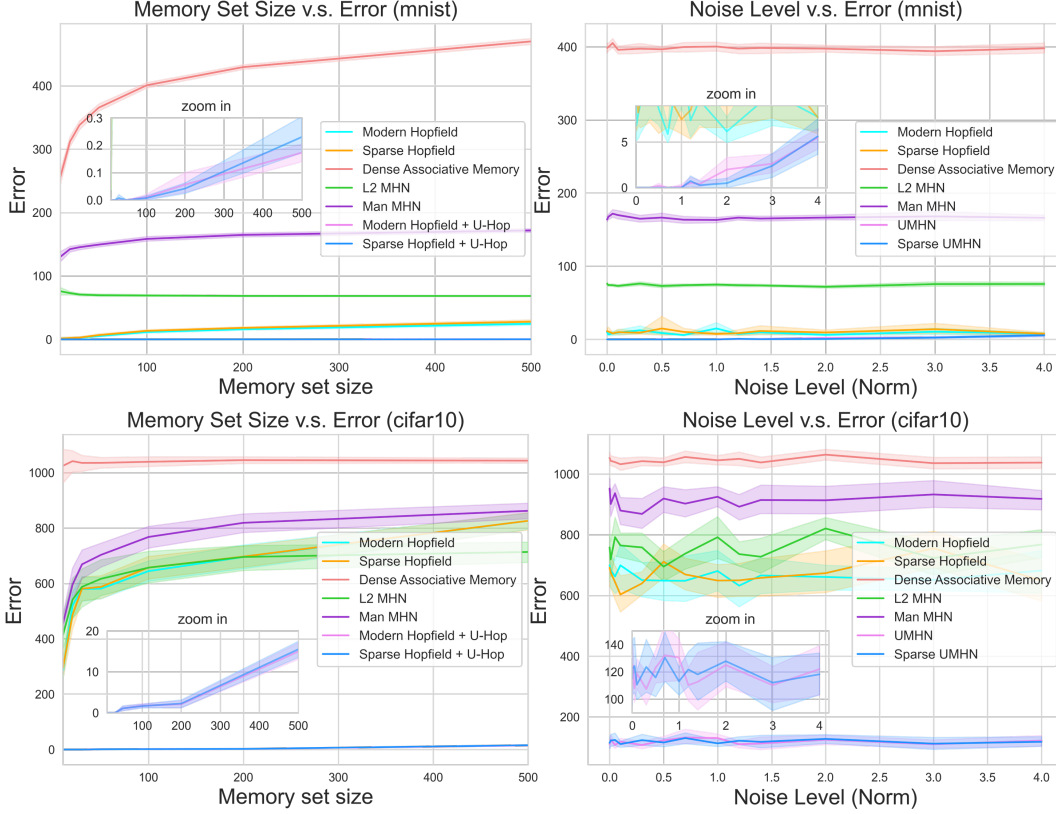 Memory Set Size v.s. Error (mnist)
Error
400
300
200
100
0
zoom in
0.3
0.2
0.1
0.0
100 200 300 400 500
Modern Hopfield
Sparse Hopfield
Dense Associative Memory
L2 MHN
Man MHN
Modern Hopfield + U-Hop
Sparse Hopfield + U-Hop
100 200 300 400 500
Memory set size
Noise Level v.s. Error (mnist)
Error
400
300
200
100
0
zoom in
5
0
0 1 2 3 4
Modern Hopfield
Sparse Hopfield
Dense Associative Memory
L2 MHN
Man MHN
UMHN
Sparse UMHN
0.0 0.5 1.0 1.5 2.0 2.5 3.0 3.5 4.0
Noise Level (Norm)
Memory Set Size v.s. Error (cifar10)
Error
1000
800
600
400
200
0
Modern Hopfield
Sparse Hopfield
Dense Associative Memory
L2 MHN
Man MHN
Modern Hopfield + U-Hop
Sparse Hopfield + U-Hop
zoom in
20
10
0
100 200 300 400 500
100 200 300 400 500
Memory set size
Noise Level v.s. Error (cifar10)
Error
1000
800
600
400
200
Modern Hopfield
Sparse Hopfield
Dense Associative Memory
L2 MHN
Man MHN
UMHN
Sparse UMHN
zoom in
140
120
100
0 1 2 3 4
0.0 0.5 1.0 1.5 2.0 2.5 3.0 3.5 4.0
Noise Level (Norm)